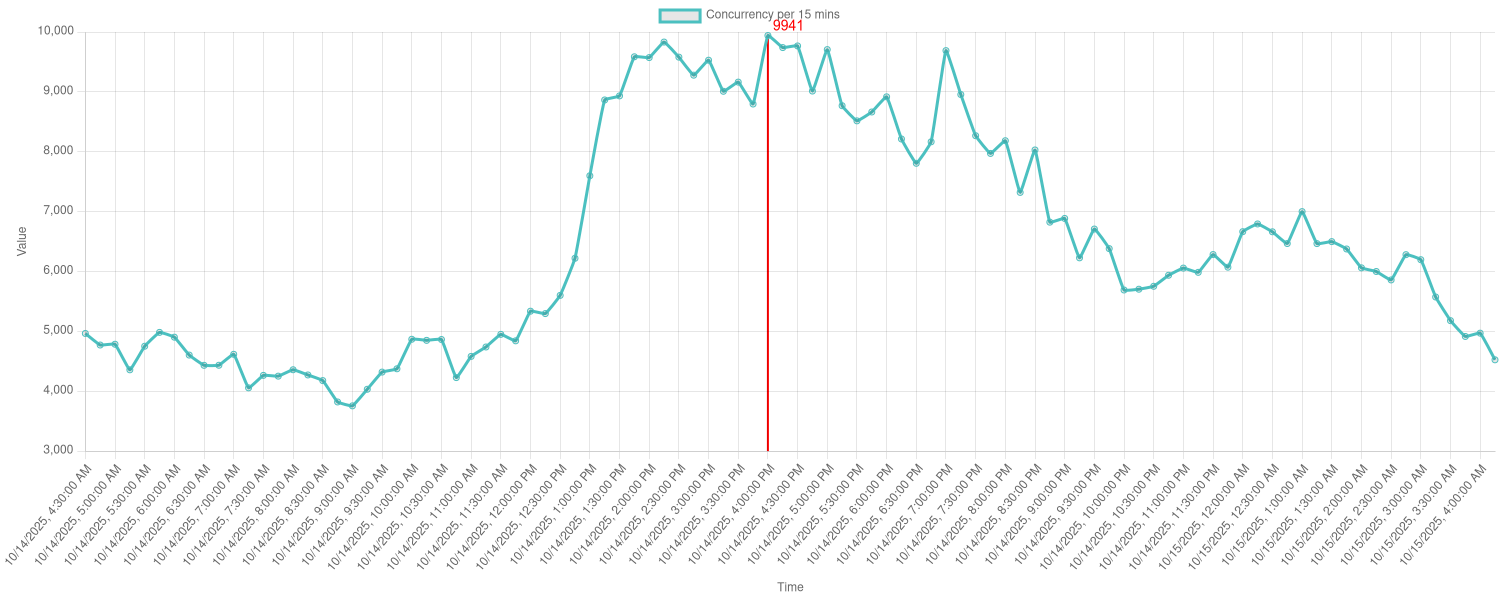 Concurrency per 15 mins
9941
10,000
9,000
8,000
7,000
6,000
5,000
4,000
3,000
Value
10/14/2025, 4:30:00 AM
10/14/2025, 5:00:00 AM
10/14/2025, 5:30:00 AM
10/14/2025, 6:00:00 AM
10/14/2025, 6:30:00 AM
10/14/2025, 7:00:00 AM
10/14/2025, 7:30:00 AM
10/14/2025, 8:00:00 AM
10/14/2025, 8:30:00 AM
10/14/2025, 9:00:00 AM
10/14/2025, 9:30:00 AM
10/14/2025, 10:00:00 AM
10/14/2025, 10:30:00 AM
10/14/2025, 11:00:00 AM
10/14/2025, 11:30:00 AM
10/14/2025, 12:00:00 PM
10/14/2025, 12:30:00 PM
10/14/2025, 1:00:00 PM
10/14/2025, 1:30:00 PM
10/14/2025, 2:00:00 PM
10/14/2025, 2:30:00 PM
10/14/2025, 3:00:00 PM
10/14/2025, 3:30:00 PM
10/14/2025, 4:00:00 PM
10/14/2025, 4:30:00 PM
10/14/2025, 5:00:00 PM
10/14/2025, 5:30:00 PM
10/14/2025, 6:00:00 PM
10/14/2025, 6:30:00 PM
10/14/2025, 7:00:00 PM
10/14/2025, 7:30:00 PM
10/14/2025, 8:00:00 PM
10/14/2025, 8:30:00 PM
10/14/2025, 9:00:00 PM
10/14/2025, 9:30:00 PM
10/14/2025, 10:00:00 PM
10/14/2025, 10:30:00 PM
10/14/2025, 11:00:00 PM
10/14/2025, 11:30:00 PM
10/15/2025, 12:00:00 AM
10/15/2025, 12:30:00 AM
10/15/2025, 1:00:00 AM
10/15/2025, 1:30:00 AM
10/15/2025, 2:00:00 AM
10/15/2025, 2:30:00 AM
10/15/2025, 3:00:00 AM
10/15/2025, 3:30:00 AM
10/15/2025, 4:00:00 AM
Time